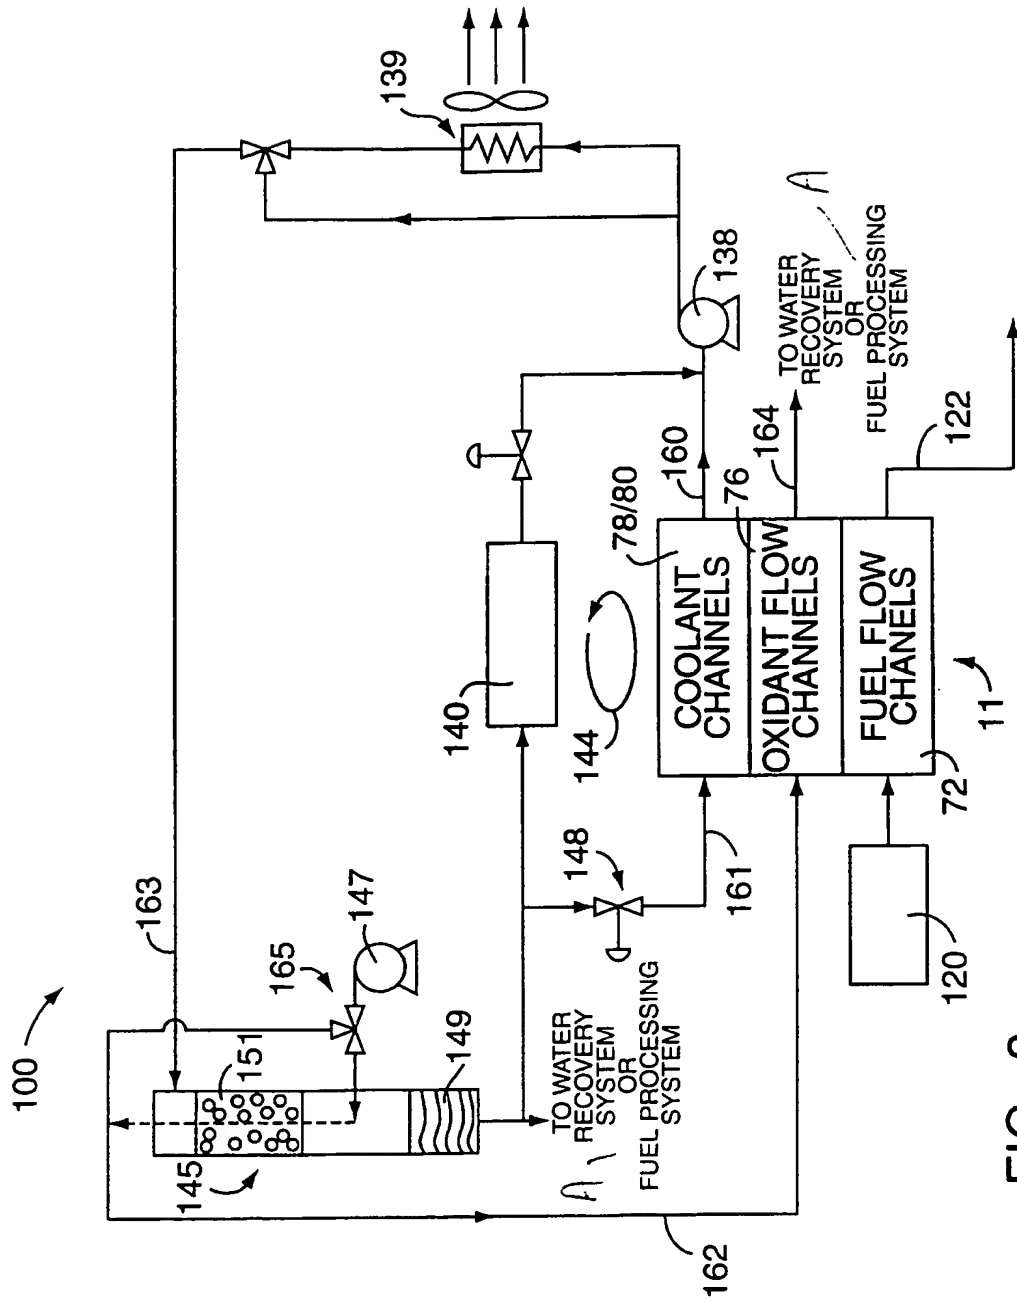 100
163
145
151
165
147
139
149
140
162
A
TO WATER
RECOVERY
SYSTEM
OR
FUEL PROCESSING
SYSTEM
148
144
78/80
160
138
COOLANT
CHANNELS
161
76
164
OXIDANT FLOW
CHANNELS
TO WATER
RECOVERY
SYSTEM
OR
FUEL PROCESSING
SYSTEM
A
FUEL FLOW
CHANNELS
72
120
122
11
FIG.